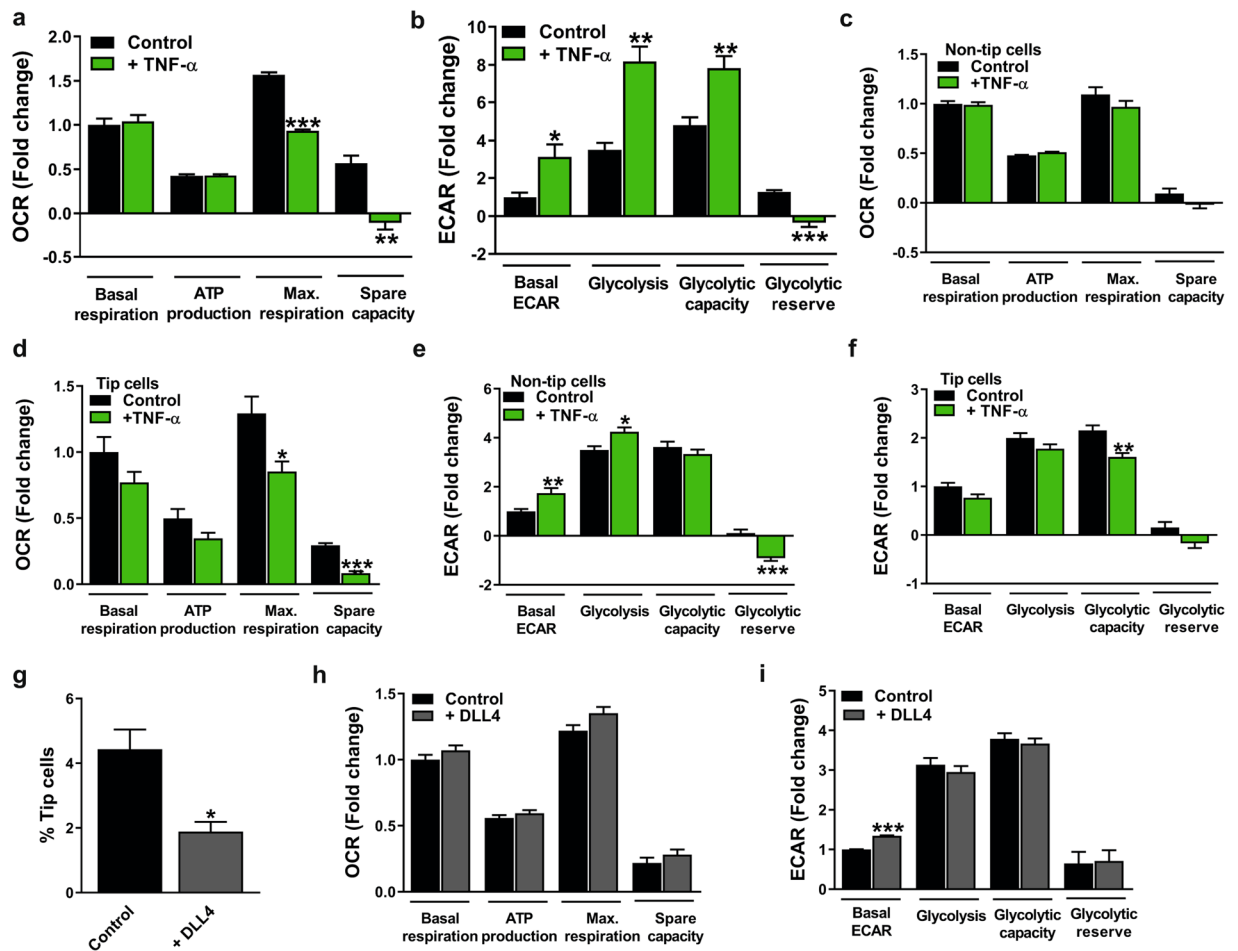 a
OCR (Fold change)
2.0
1.5
1.0
0.5
0.0
-0.5
Control
+ TNF-α
***
**
Basal
respiration
ATP
production
Max.
respiration
Spare
capacity
b
ECAR (Fold change)
10
8
6
4
2
0
-2
Control
+ TNF-α
*
**
**
***
Basal
ECAR
Glycolysis
Glycolytic
capacity
Glycolytic
reserve
c
OCR (Fold change)
1.5
1.0
0.5
0.0
-0.5
Non-tip cells
Control
+TNF-α
Basal
respiration
ATP
production
Max.
respiration
Spare
capacity
d
OCR (Fold change)
1.5
1.0
0.5
0.0
Tip cells
Control
+TNF-α
*
***
Basal
respiration
ATP
production
Max.
respiration
Spare
capacity
e
ECAR (Fold change)
6
4
2
0
-2
Non-tip cells
Control
+ TNF-α
**
*
***
Basal
ECAR
Glycolysis
Glycolytic
capacity
Glycolytic
reserve
f
ECAR (Fold change)
3
2
1
0
-1
Tip cells
Control
+ TNF-α
**
Basal
ECAR
Glycolysis
Glycolytic
capacity
Glycolytic
reserve
g
% Tip cells
6
4
2
0
*
Control
+ DLL4
h
OCR (Fold change)
1.5
1.0
0.5
0.0
Control
+ DLL4
Basal
respiration
ATP
production
Max.
respiration
Spare
capacity
i
ECAR (Fold change)
5
4
3
2
1
0
Control
+ DLL4
***
Basal
ECAR
Glycolysis
Glycolytic
capacity
Glycolytic
reserve